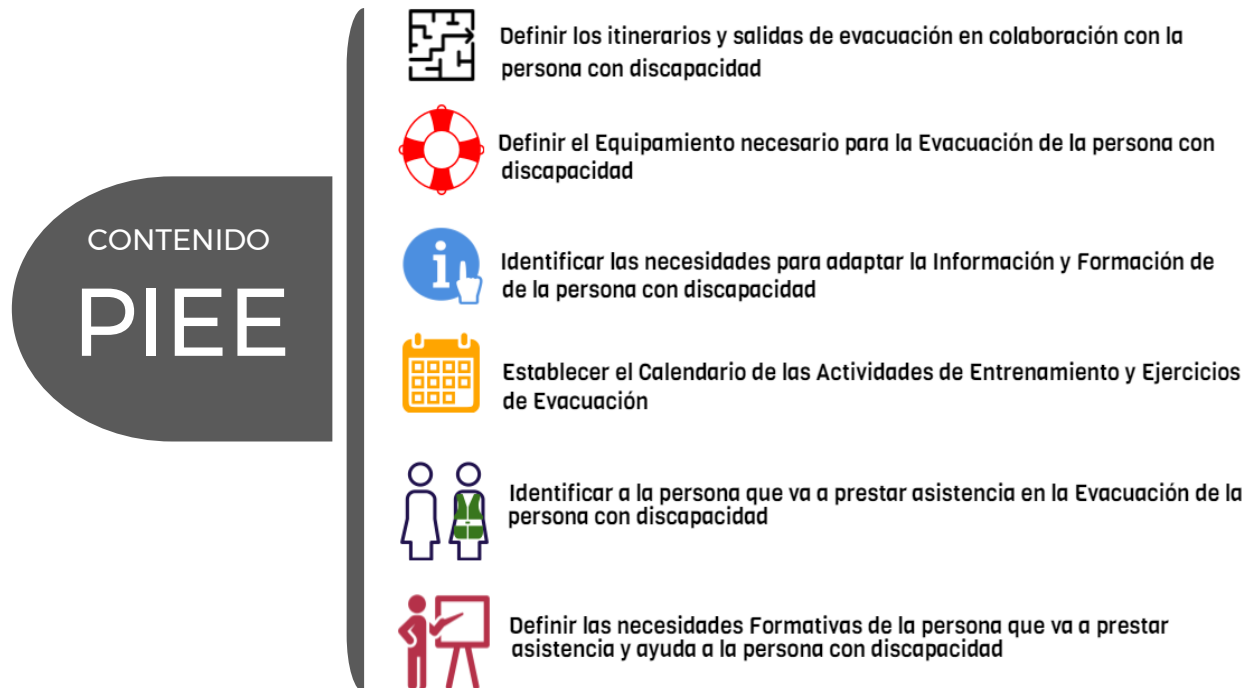 CONTENIDO
PIEE
Definir los itinerarios y salidas de evacuación en colaboración con la
persona con discapacidad
Definir el Equipamiento necesario para la Evacuación de la persona con
discapacidad
Identificar las necesidades para adaptar la Información y Formación de
de la persona con discapacidad
Establecer el Calendario de las Actividades de Entrenamiento y Ejercicios
de Evacuación
Identificar a la persona que va a prestar asistencia en la Evacuación de la
persona con discapacidad
Definir las necesidades Formativas de la persona que va a prestar
asistencia y ayuda a la persona con discapacidad